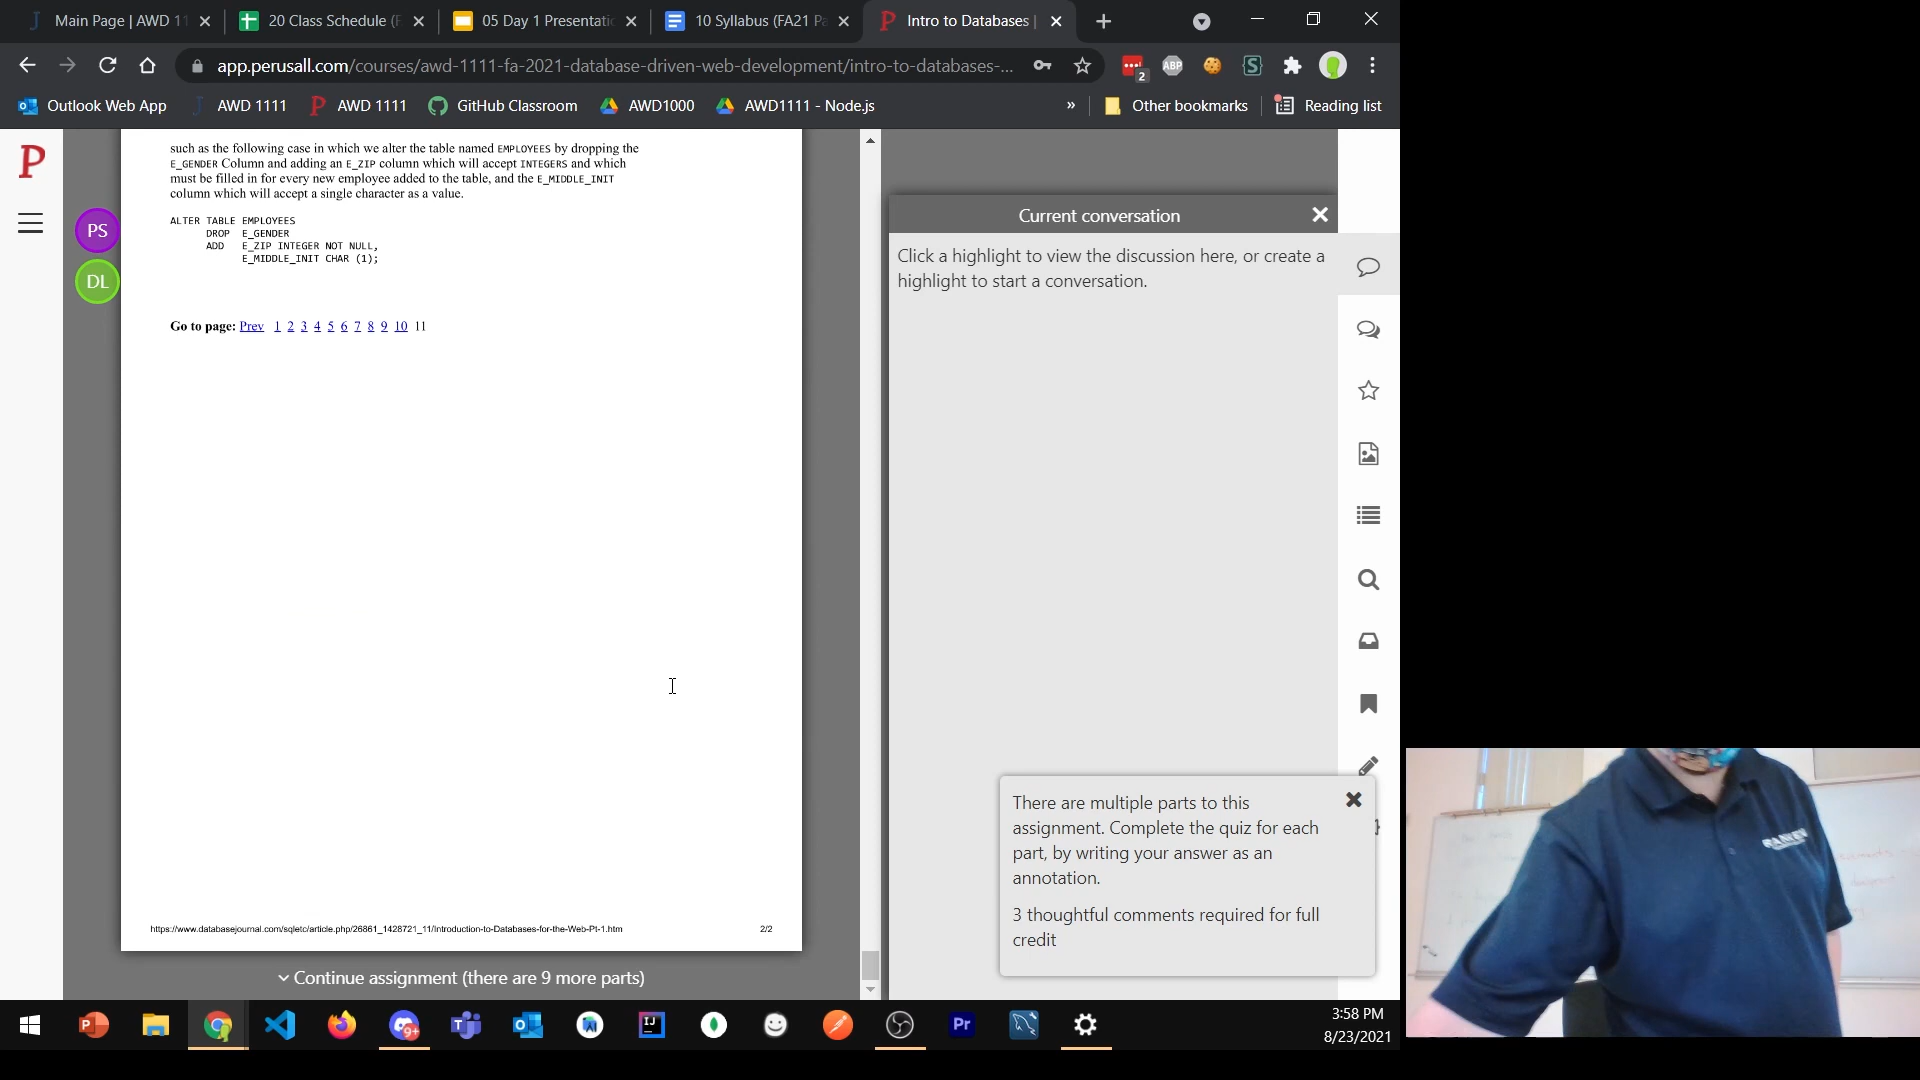 Main Page | AWD 11
20 Class Schedule (F
05 Day 1 Presentatic
10 Syllabus (FA21 Pa
Intro to Databases |
app.perusall.com/courses/awd-1111-fa-2021-database-driven-web-development/intro-to-databases-...
2
ABP
Outlook Web App
AWD 1111
AWD 1111
GitHub Classroom
AWD1000
AWD1111 - Node.js
»
Other bookmarks
Reading list
PS
DL
such as the following case in which we alter the table named EMPLOYEES by dropping the
E_GENDER Column and adding an E_ZIP column which will accept INTEGERS and which
must be filled in for every new employee added to the table, and the E_MIDDLE_INIT
column which will accept a single character as a value.
ALTER TABLE EMPLOYEES
DROP E_GENDER
ADD E_ZIP INTEGER NOT NULL,
E_MIDDLE_INIT CHAR (1);
Go to page: Prev 1 2 3 4 5 6 7 8 9 10 11
https://www.databasejournal.com/sqletc/article.php/26861_1428721_11/Introduction-to-Databases-for-the-Web-Pt-1.htm
2/2
Continue assignment (there are 9 more parts)
Current conversation
Click a highlight to view the discussion here, or create a
highlight to start a conversation.
There are multiple parts to this
assignment. Complete the quiz for each
part, by writing your answer as an
annotation.
3 thoughtful comments required for full
credit
9+
IJ
Pr
3:58 PM
8/23/2021